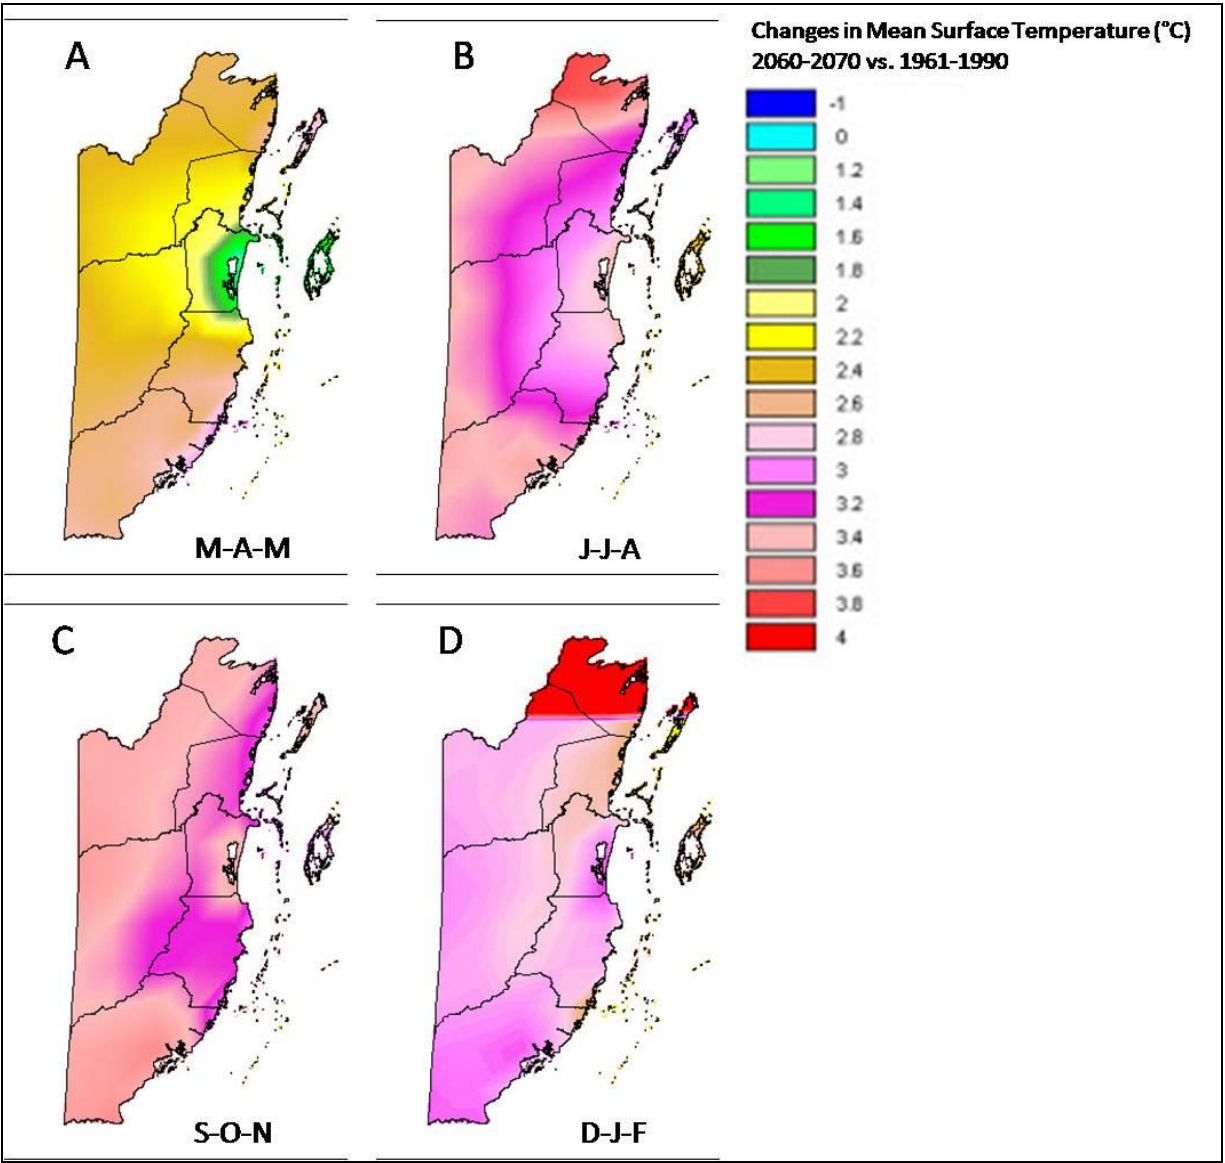 Changes in Mean Surface Temperature (°C)
2060-2070 vs. 1961-1990
A
B
-1
0
1.2
1.4
1.6
1.8
2
2.2
2.4
2.6
2.8
3
3.2
3.4
3.6
3.8
4
M-A-M
J-J-A
C
D
S-O-N
D-J-F